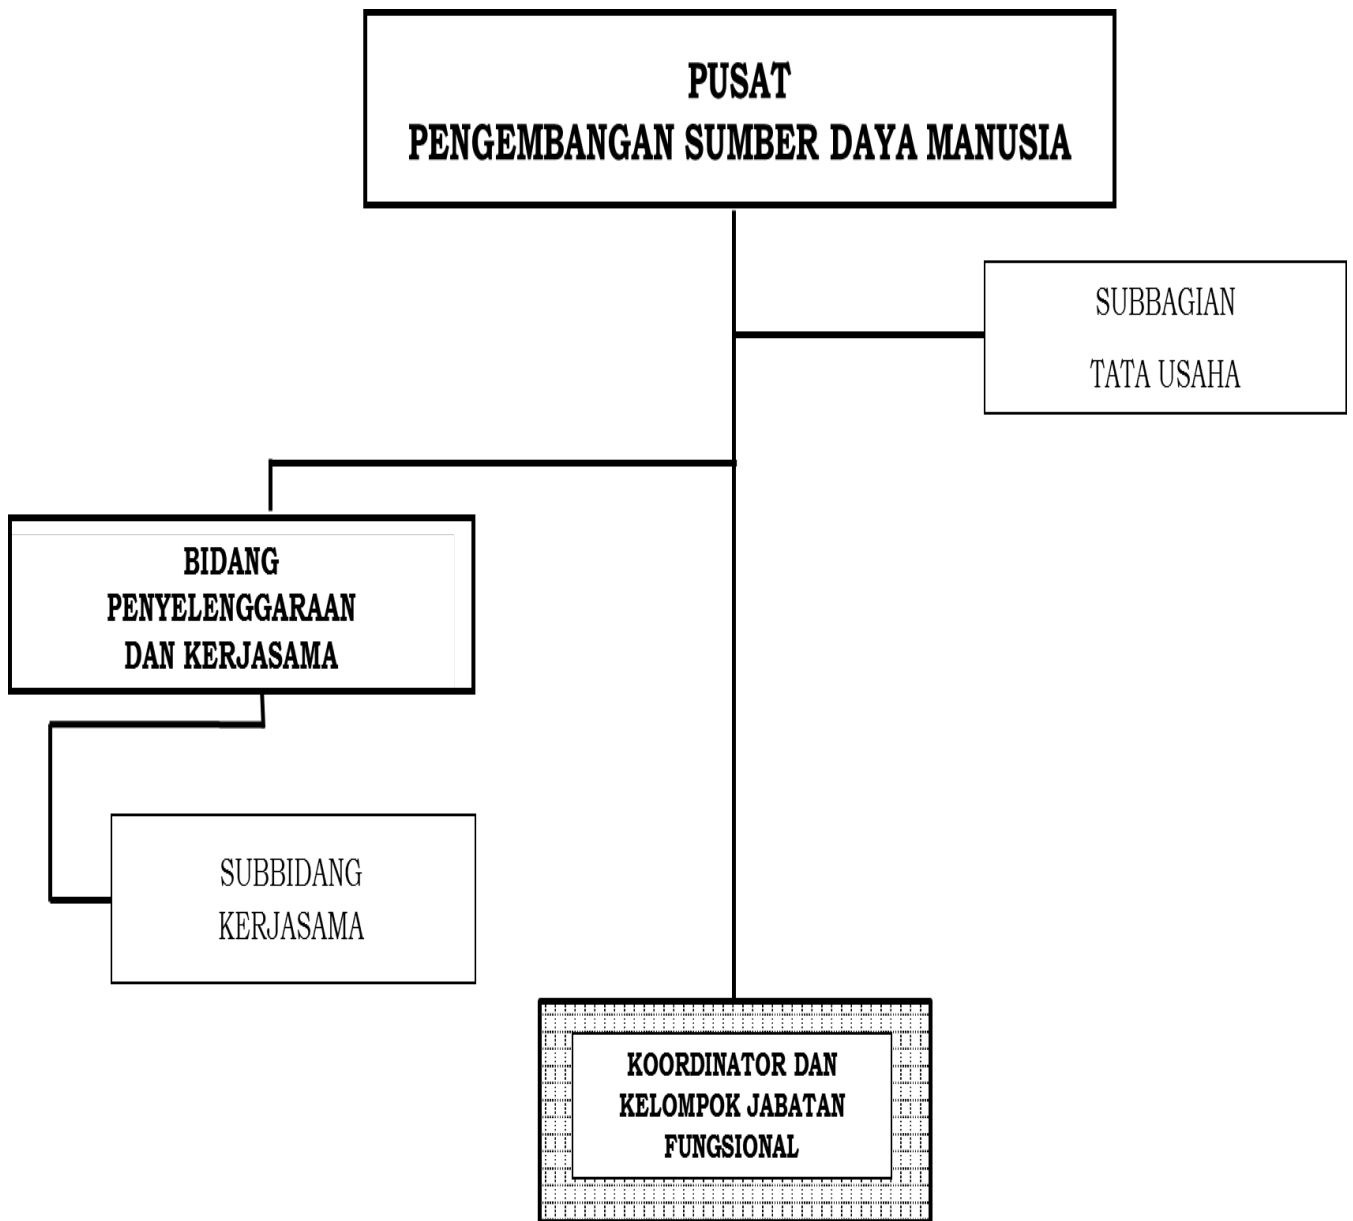 PUSAT
PENGEMBANGAN SUMBER DAYA MANUSIA
SUBBAGIAN
TATA USAHA
BIDANG
PENYELENGGARAAN
DAN KERJASAMA
SUBBIDANG
KERJASAMA
KOORDINATOR DAN
KELOMPOK JABATAN
FUNGSIONAL